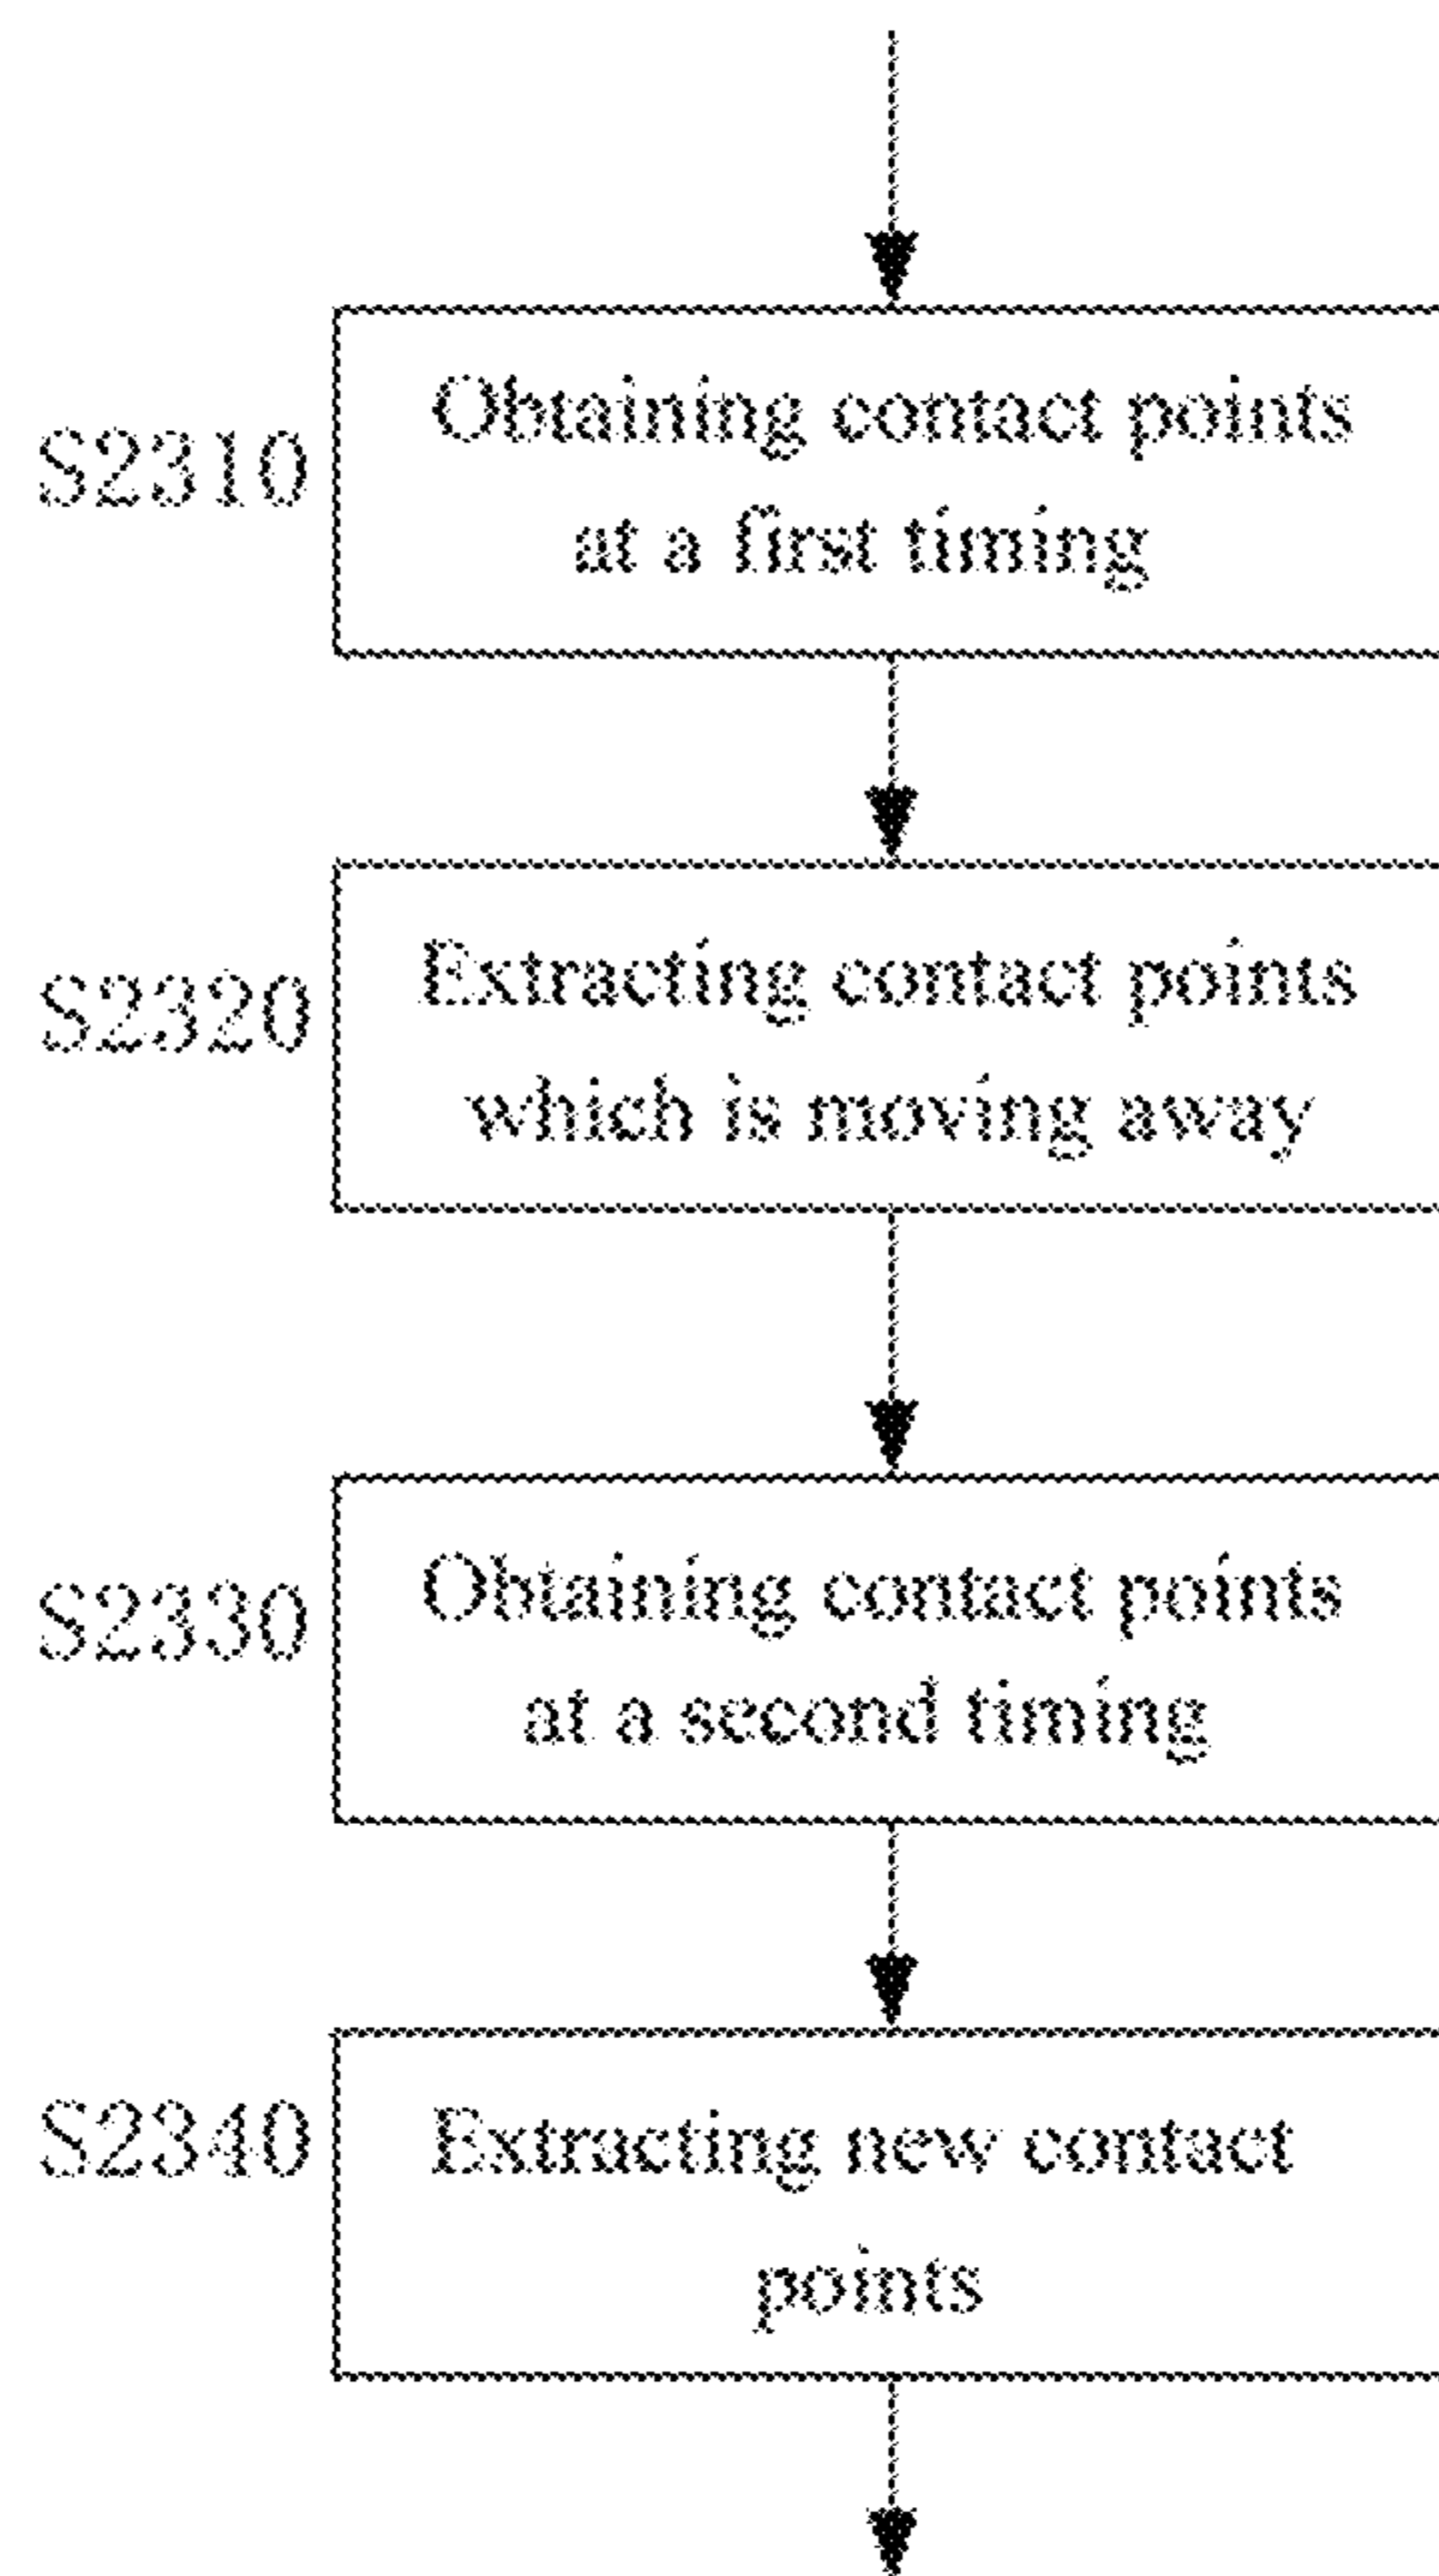 S2310
Obtaining contact points
at a first timing
S2320
Extracting contact points
which is moving away
S2330
Obtaining contact points
at a second timing
S2340
Extracting new contact
points